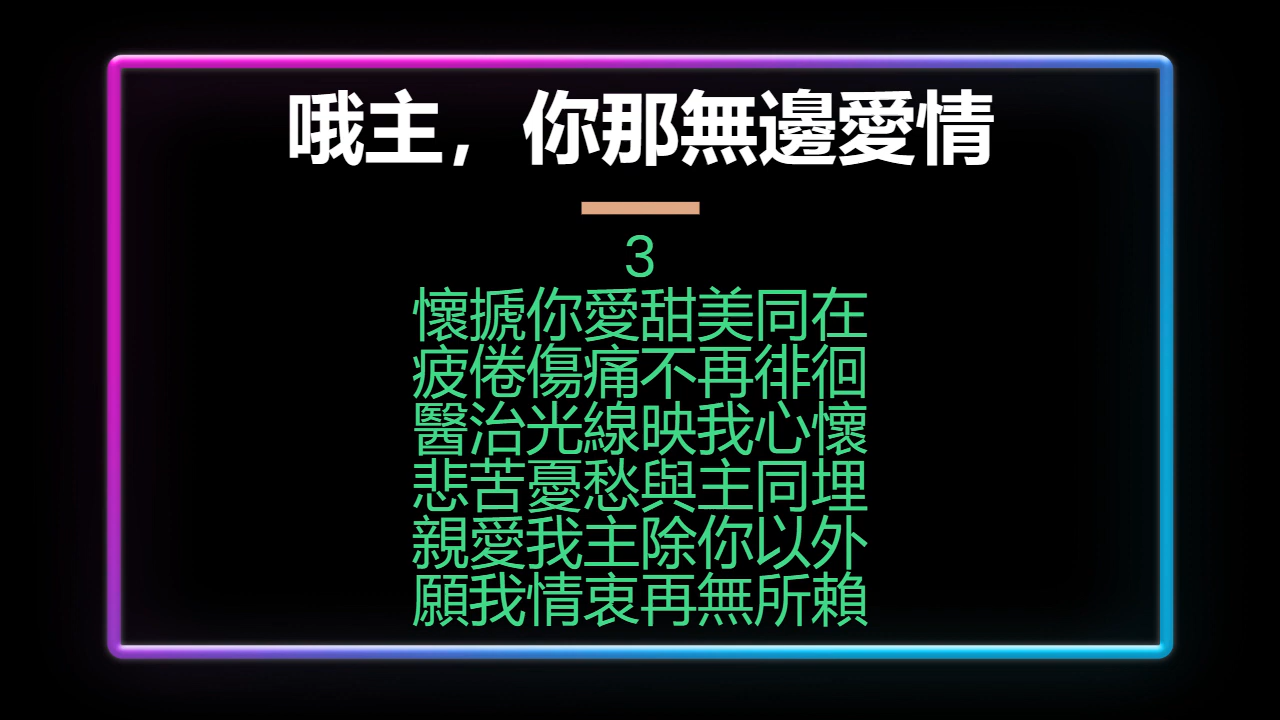 哦主，你那無邊愛情
3
懷搋你愛甜美同在
疲倦傷痛不再徘徊
醫治光線映我心懷
悲苦憂愁與主同埋
親愛我主除你以外
願我情衷再無所賴